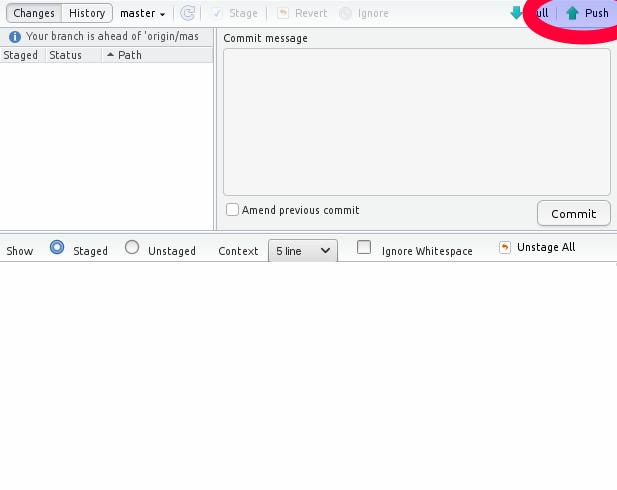 Changes History master Stage Revert Ignore Push
Your branch is ahead of 'origin/mas
Staged Status Path
Commit message
Amend previous commit
Commit
Show Staged Unstaged Context 5 line Ignore Whitespace Unstage All